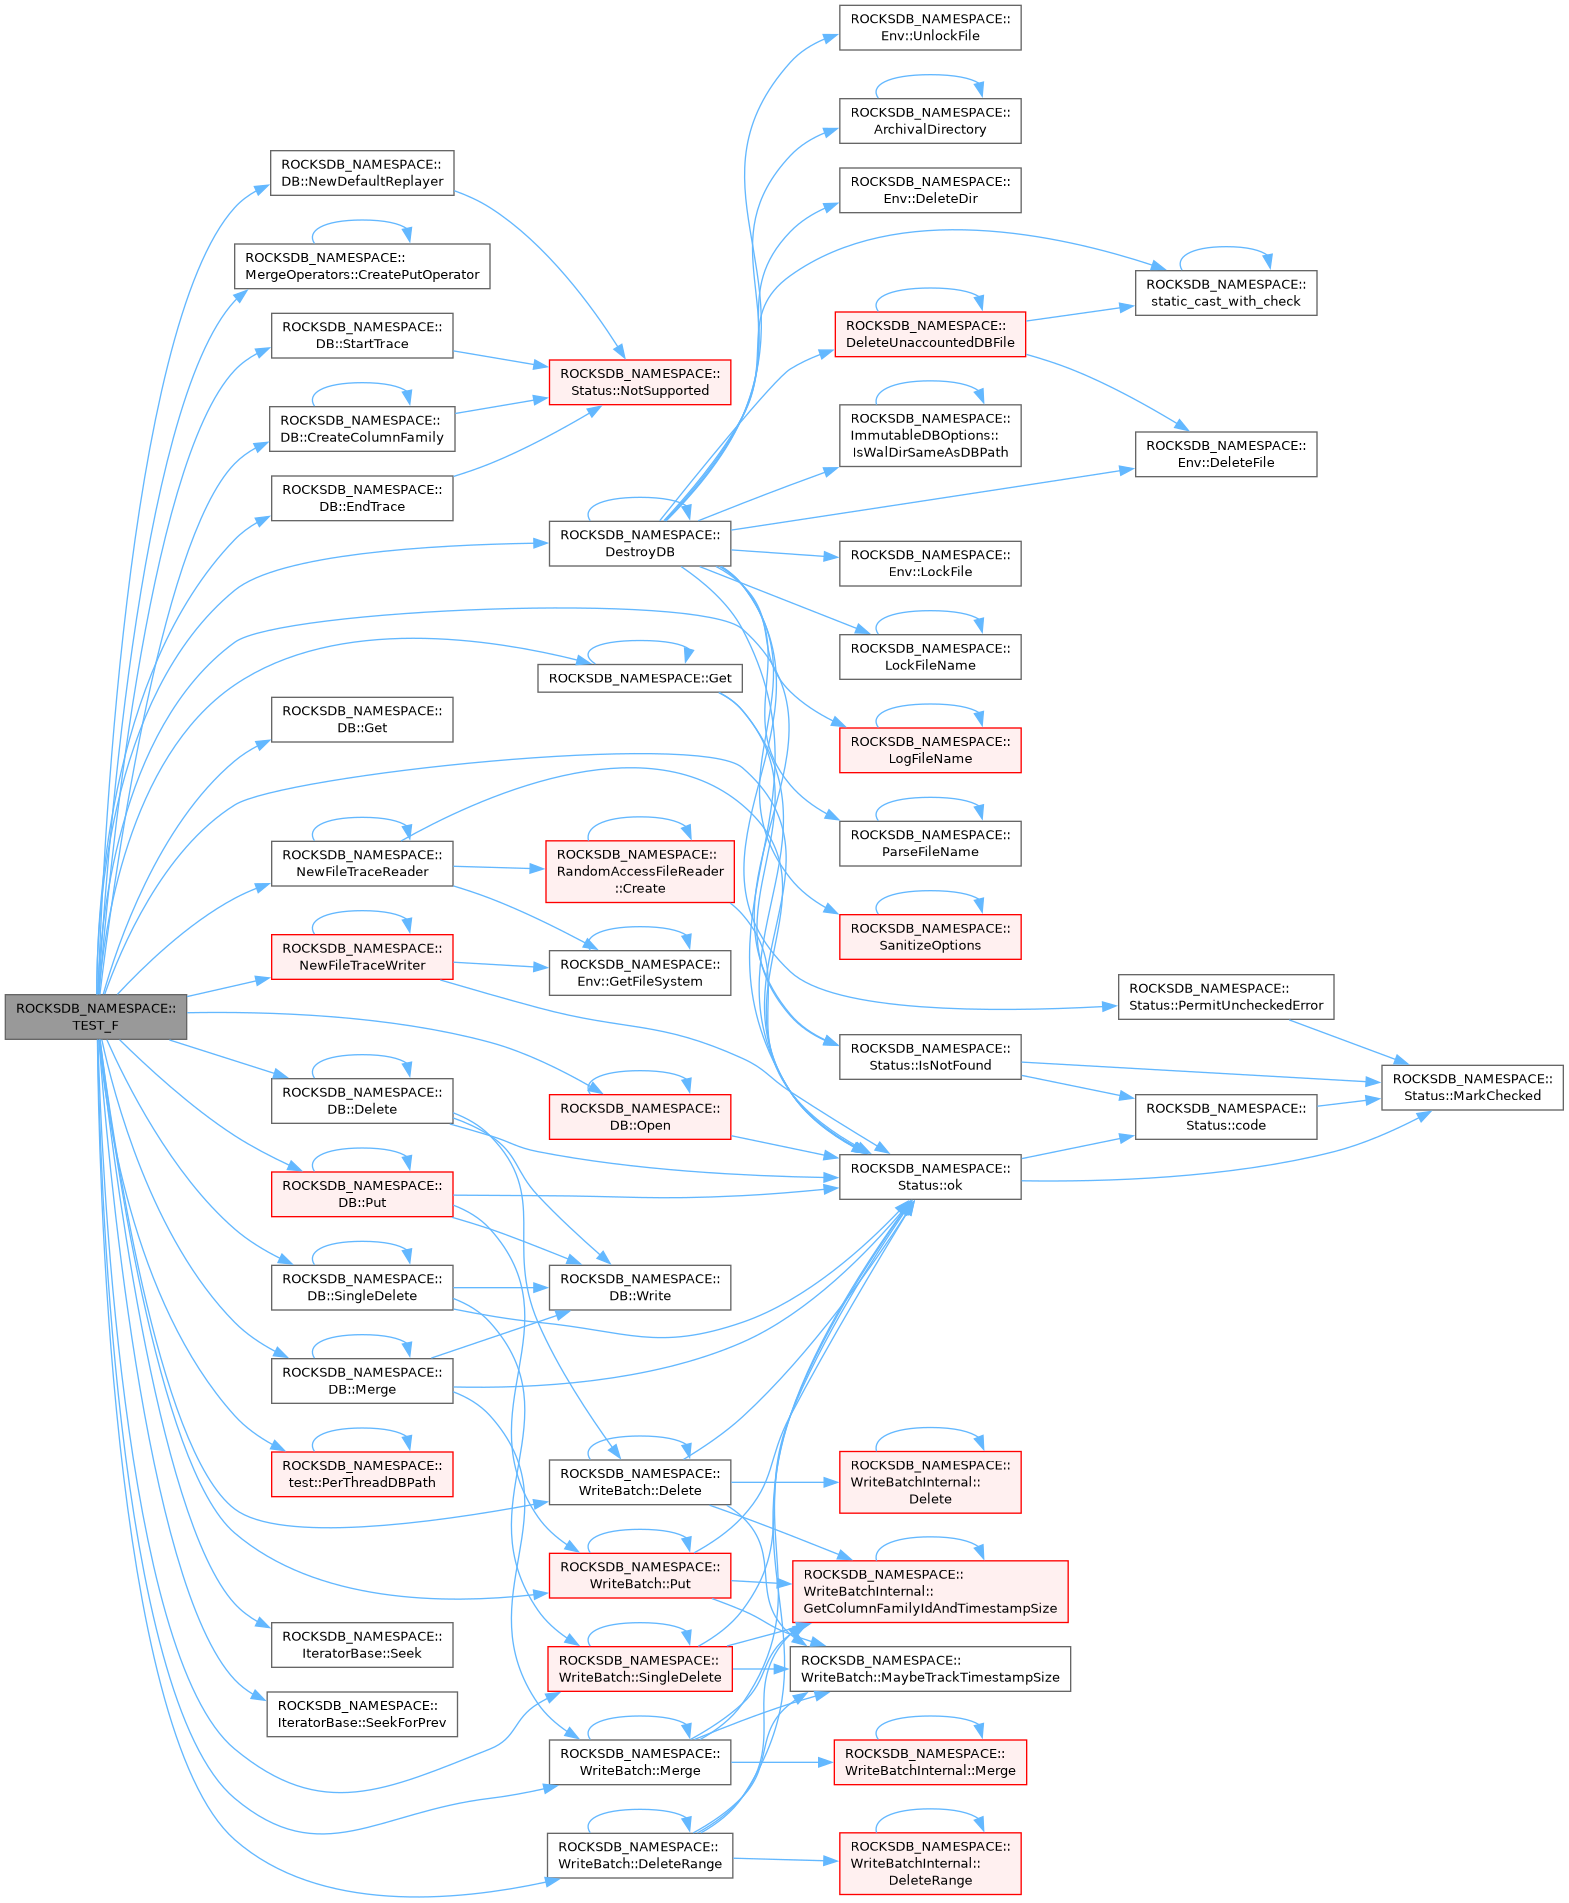 ROCKSDB_NAMESPACE::
TEST_F
ROCKSDB_NAMESPACE::
DB::NewDefaultReplayer
ROCKSDB_NAMESPACE::
MergeOperators::CreatePutOperator
ROCKSDB_NAMESPACE::
DB::StartTrace
ROCKSDB_NAMESPACE::
DB::CreateColumnFamily
ROCKSDB_NAMESPACE::
DB::EndTrace
ROCKSDB_NAMESPACE::
DB::Get
ROCKSDB_NAMESPACE::
NewFileTraceReader
ROCKSDB_NAMESPACE::
NewFileTraceWriter
ROCKSDB_NAMESPACE::
DB::Delete
ROCKSDB_NAMESPACE::
DB::Put
ROCKSDB_NAMESPACE::
DB::SingleDelete
ROCKSDB_NAMESPACE::
DB::Merge
ROCKSDB_NAMESPACE::
test::PerThreadDBPath
ROCKSDB_NAMESPACE::
IteratorBase::Seek
ROCKSDB_NAMESPACE::
IteratorBase::SeekForPrev
ROCKSDB_NAMESPACE::
Status::NotSupported
ROCKSDB_NAMESPACE::
DestroyDB
ROCKSDB_NAMESPACE::Get
ROCKSDB_NAMESPACE::
RandomAccessFileReader
::Create
ROCKSDB_NAMESPACE::
Env::GetFileSystem
ROCKSDB_NAMESPACE::
DB::Open
ROCKSDB_NAMESPACE::
DB::Write
ROCKSDB_NAMESPACE::
WriteBatch::Delete
ROCKSDB_NAMESPACE::
WriteBatch::Put
ROCKSDB_NAMESPACE::
WriteBatch::SingleDelete
ROCKSDB_NAMESPACE::
WriteBatch::Merge
ROCKSDB_NAMESPACE::
WriteBatch::DeleteRange
ROCKSDB_NAMESPACE::
Env::UnlockFile
ROCKSDB_NAMESPACE::
ArchivalDirectory
ROCKSDB_NAMESPACE::
Env::DeleteDir
ROCKSDB_NAMESPACE::
DeleteUnaccountedDBFile
ROCKSDB_NAMESPACE::
ImmutableDBOptions::
IsWalDirSameAsDBPath
ROCKSDB_NAMESPACE::
Env::LockFile
ROCKSDB_NAMESPACE::
LockFileName
ROCKSDB_NAMESPACE::
LogFileName
ROCKSDB_NAMESPACE::
ParseFileName
ROCKSDB_NAMESPACE::
SanitizeOptions
ROCKSDB_NAMESPACE::
Status::IsNotFound
ROCKSDB_NAMESPACE::
Status::ok
ROCKSDB_NAMESPACE::
WriteBatchInternal::
Delete
ROCKSDB_NAMESPACE::
WriteBatchInternal::
GetColumnFamilyIdAndTimestampSize
ROCKSDB_NAMESPACE::
WriteBatch::MaybeTrackTimestampSize
ROCKSDB_NAMESPACE::
WriteBatchInternal::Merge
ROCKSDB_NAMESPACE::
WriteBatchInternal::
DeleteRange
ROCKSDB_NAMESPACE::
static_cast_with_check
ROCKSDB_NAMESPACE::
Env::DeleteFile
ROCKSDB_NAMESPACE::
Status::PermitUncheckedError
ROCKSDB_NAMESPACE::
Status::code
ROCKSDB_NAMESPACE::
Status::MarkChecked